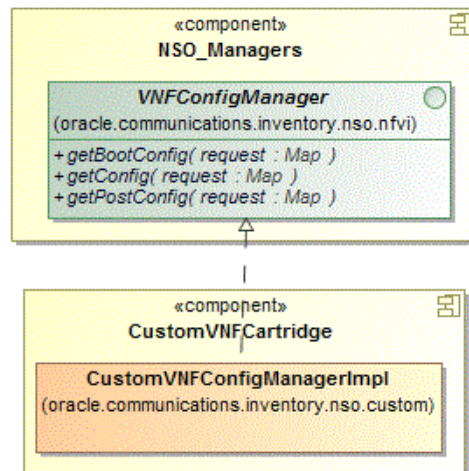 «component»
NSO_Managers
VNFConfigManager
(oracle.communications.inventory.nso.nfvi)
+getBootConfig( request : Map )
+getConfig( request : Map )
+getPostConfig( request : Map )
«component»
CustomVNFCartridge
CustomVNFConfigManagerImpl
(oracle.communications.inventory.nso.custom)